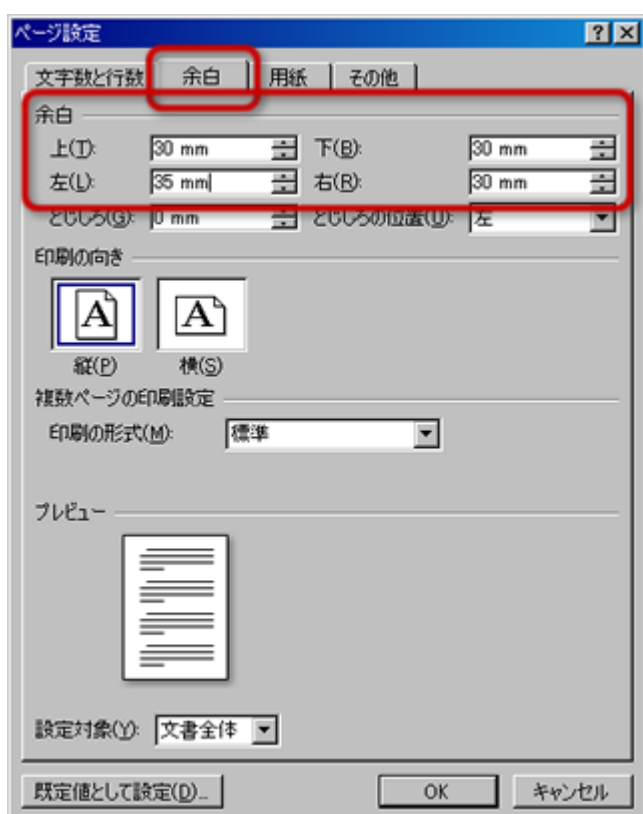 ページ設定
文字数と行数 余白 用紙 その他
余白
上(T): 30 mm 下(B): 30 mm
左(L): 35 mm 右(R): 30 mm
とじしろ(G): 0 mm とじしろの位置(U): 左
印刷の向き
A A
縦(P) 横(S)
複数ページの印刷設定
印刷の形式(M): 標準
プレビュー
設定対象(Y): 文書全体
既定値として設定(D)... OK キャンセル